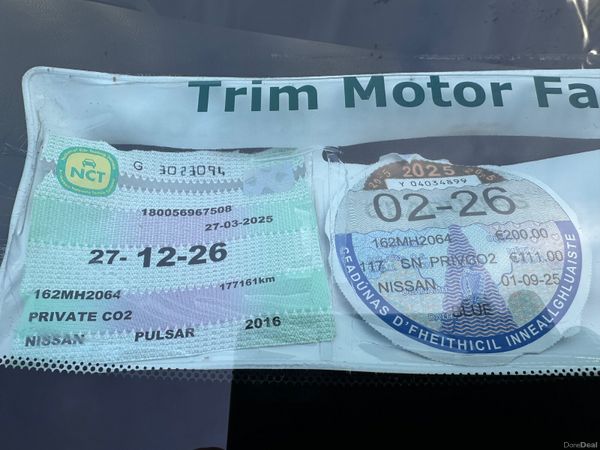 Trim Motor Fa
NCT
G 3023094
180056967508
27-03-2025
27- 12-26
177161km
162MH2064
PRIVATE CO2
NISSAN PULSAR 2016
2025
Y 04034899
02-26
162MH2064 €200.00
117 SN PRIVCO2 €111.00
NISSAN 01-09-25
BLUE
CEADUNAS D'FHEITHICIL INNEALLGHLUAISTE
DoneDeal